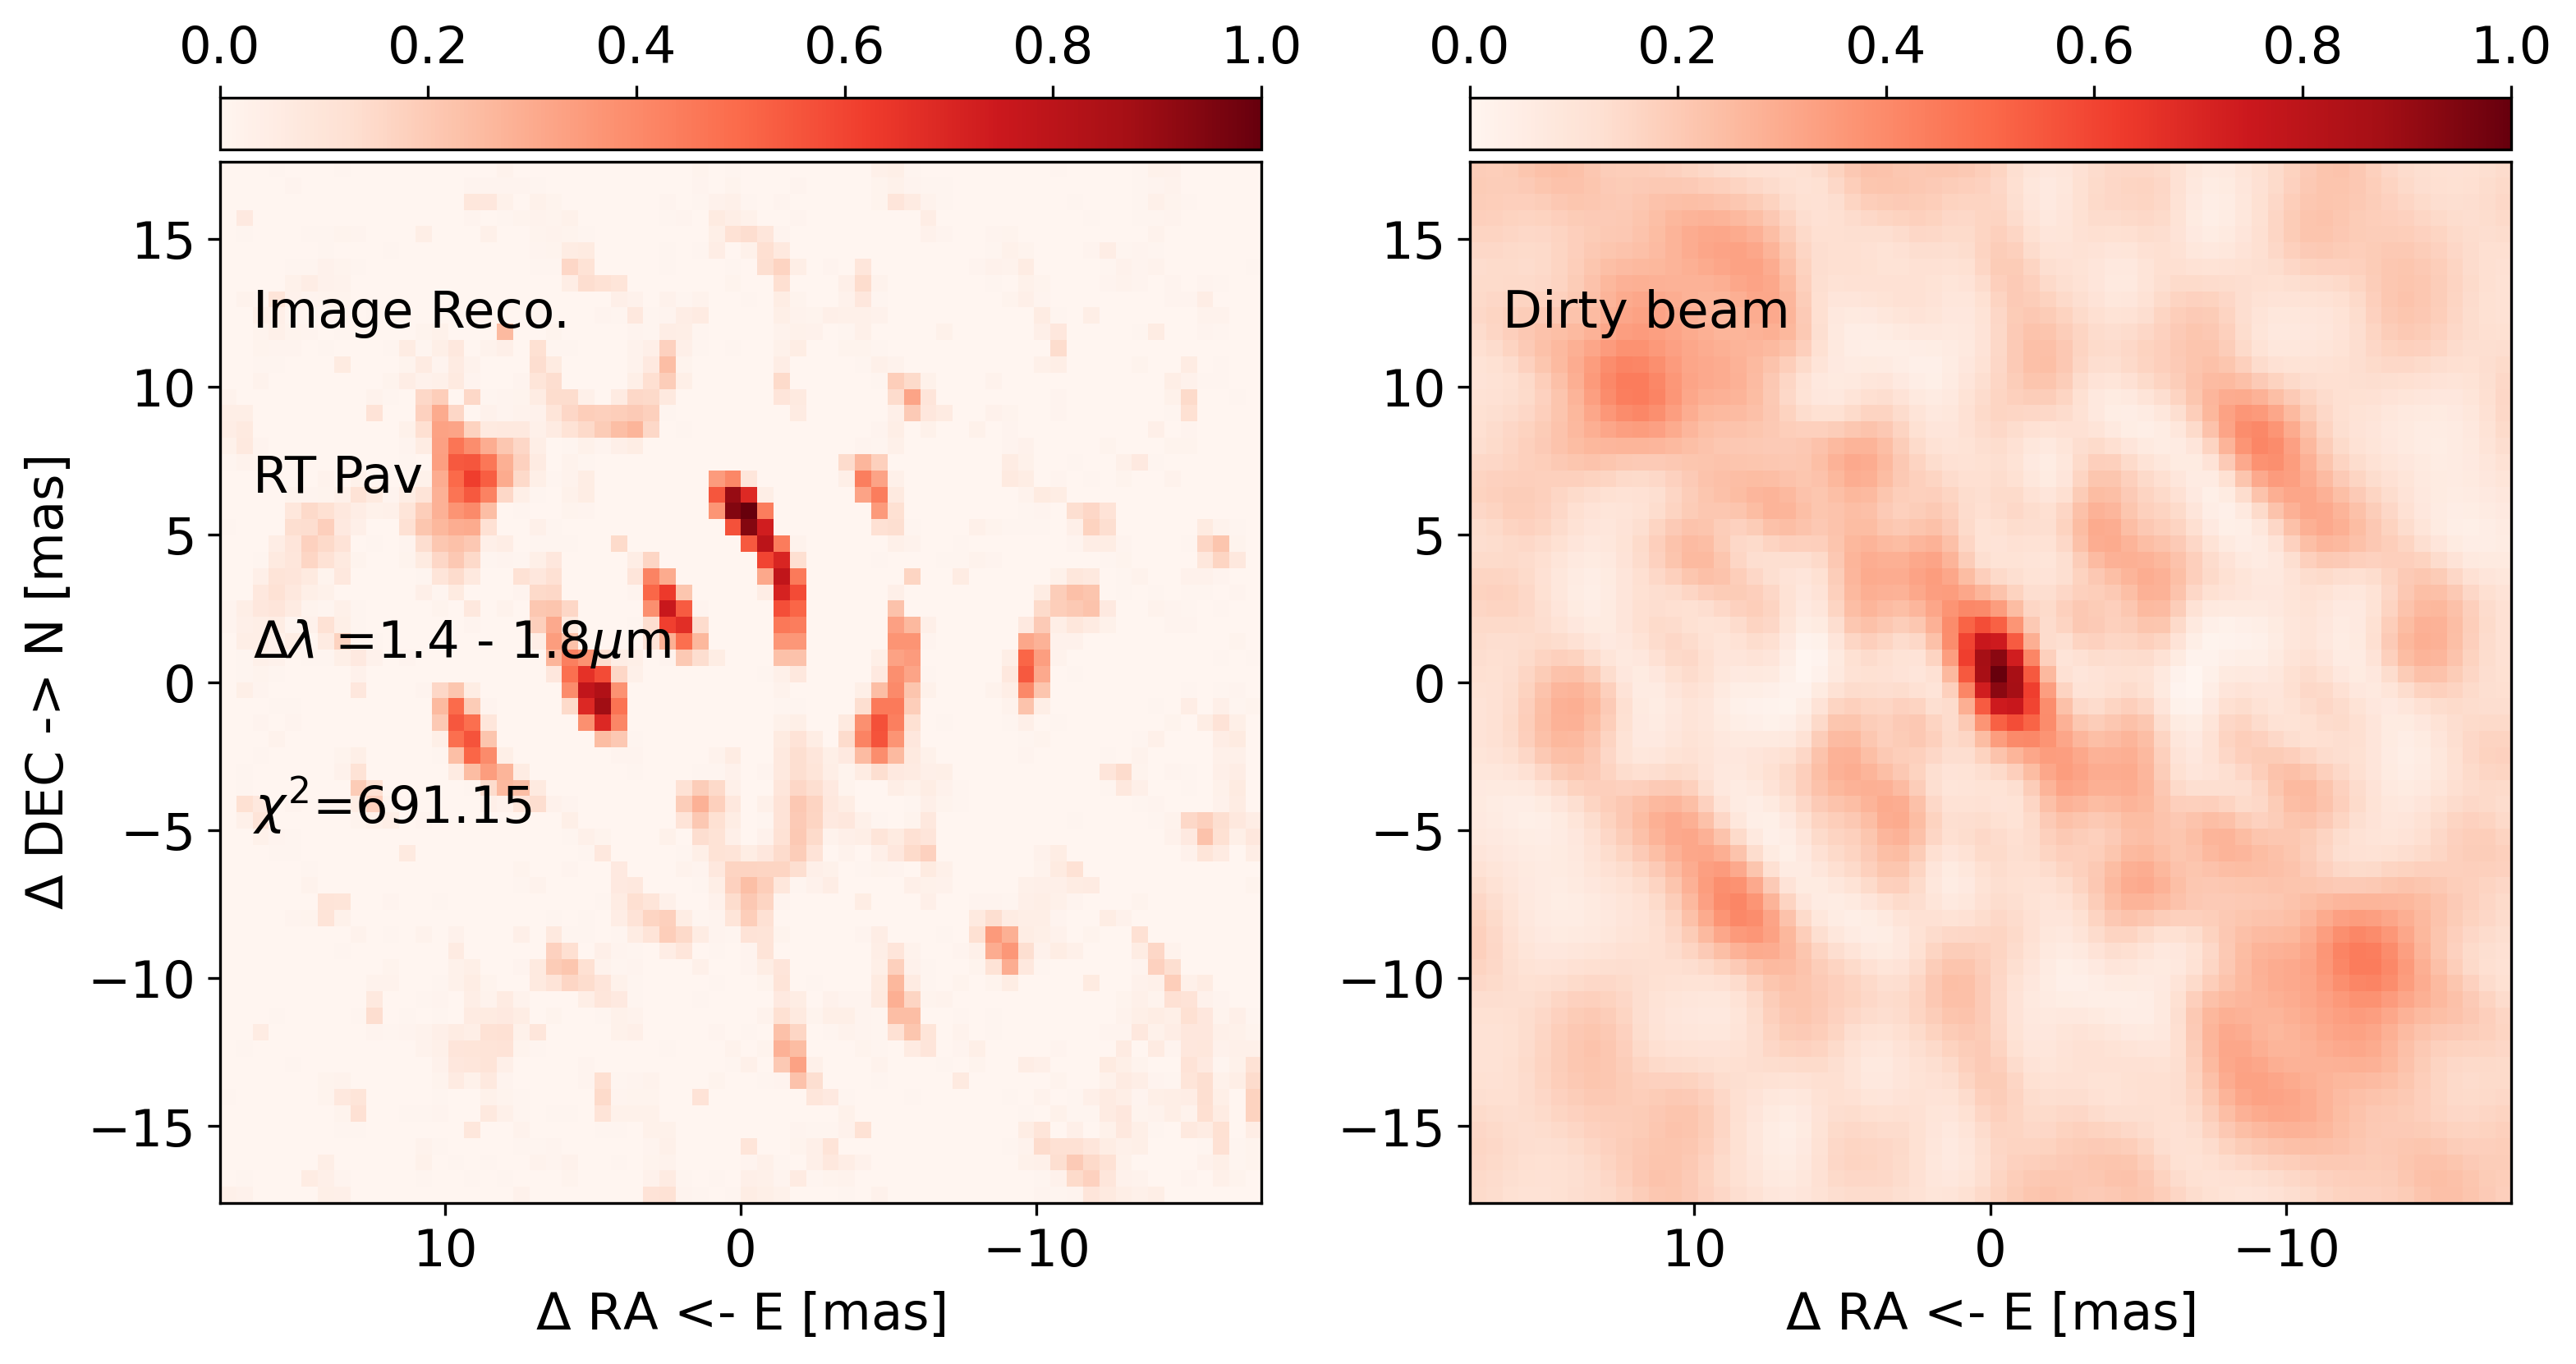 0.0 0.2 0.4 0.6 0.8 1.0
0.0 0.2 0.4 0.6 0.8 1.0
Δ DEC -> N [mas]
15
10
5
0
−5
−10
−15
Image Reco.
RT Pav
Δλ =1.4 - 1.8μm
χ²=691.15
10 0 −10
Δ RA <- E [mas]
15
10
5
0
−5
−10
−15
Dirty beam
10 0 −10
Δ RA <- E [mas]